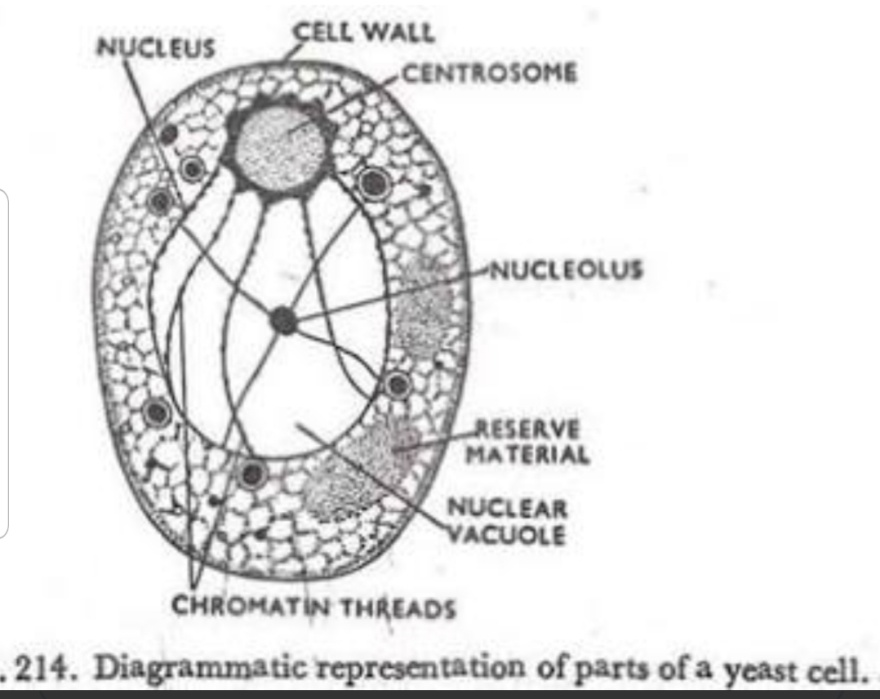 NUCLEUS
CELL WALL
CENTROSOME
NUCLEOLUS
RESERVE
MATERIAL
NUCLEAR
VACUOLE
CHROMATIN THREADS
. 214. Diagrammatic representation of parts of a yeast cell.